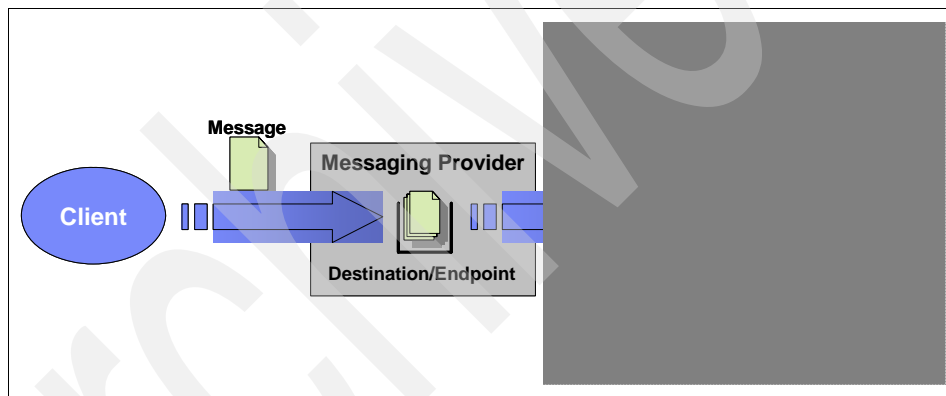 Message
Messaging Provider
Client
Destination/Endpoint